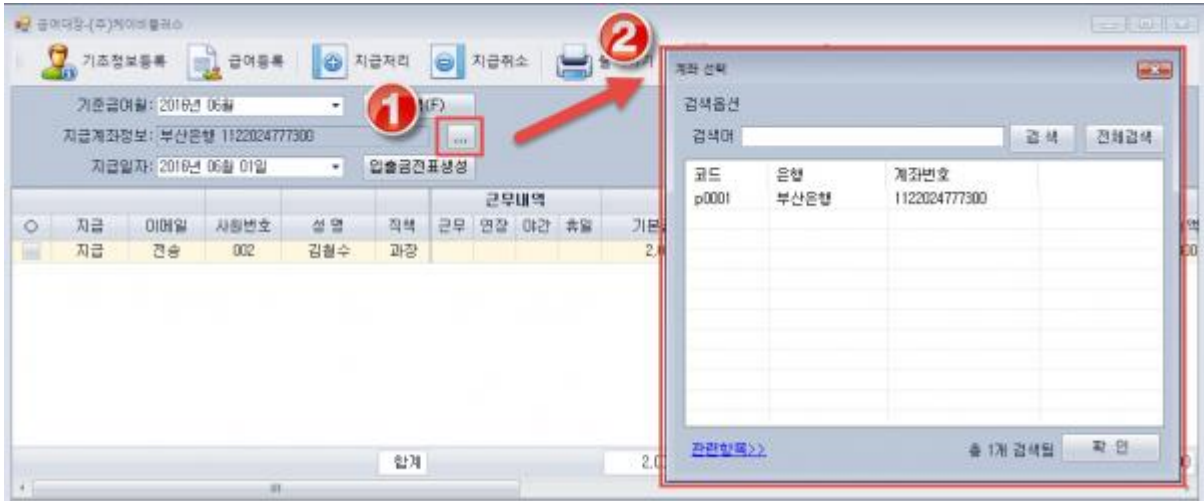 급여대장-(주)케이비플러스
기초정보등록 급여등록 지급처리 지급취소
2
기준급여월: 2016년 06월 (F)
1
지급계좌정보: 부산은행 1122024777300 ...
지급일자: 2016년 06월 01일 입출금전표생성
근무내역
지급 이메일 사원번호 성 명 직책 근무 연장 야간 휴일
지급 전송 002 김철수 과장
합계
계좌 선택
검색옵션
검색어 검 색 전체검색
코드 은행 계좌번호
p0001 부산은행 1122024777300
관련항목>> 총 1개 검색됨 확 인